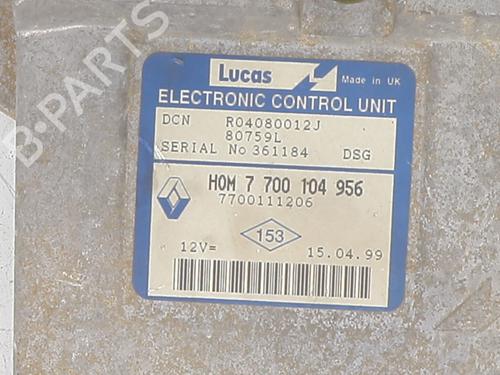 Lucas
Made in UK
ELECTRONIC CONTROL UNIT
DCN R04080012J
80759L
SERIAL No 361184 DSG
HOM 7 700 104 956
7700111206
153
12V= 15.04.99
B-PARTS